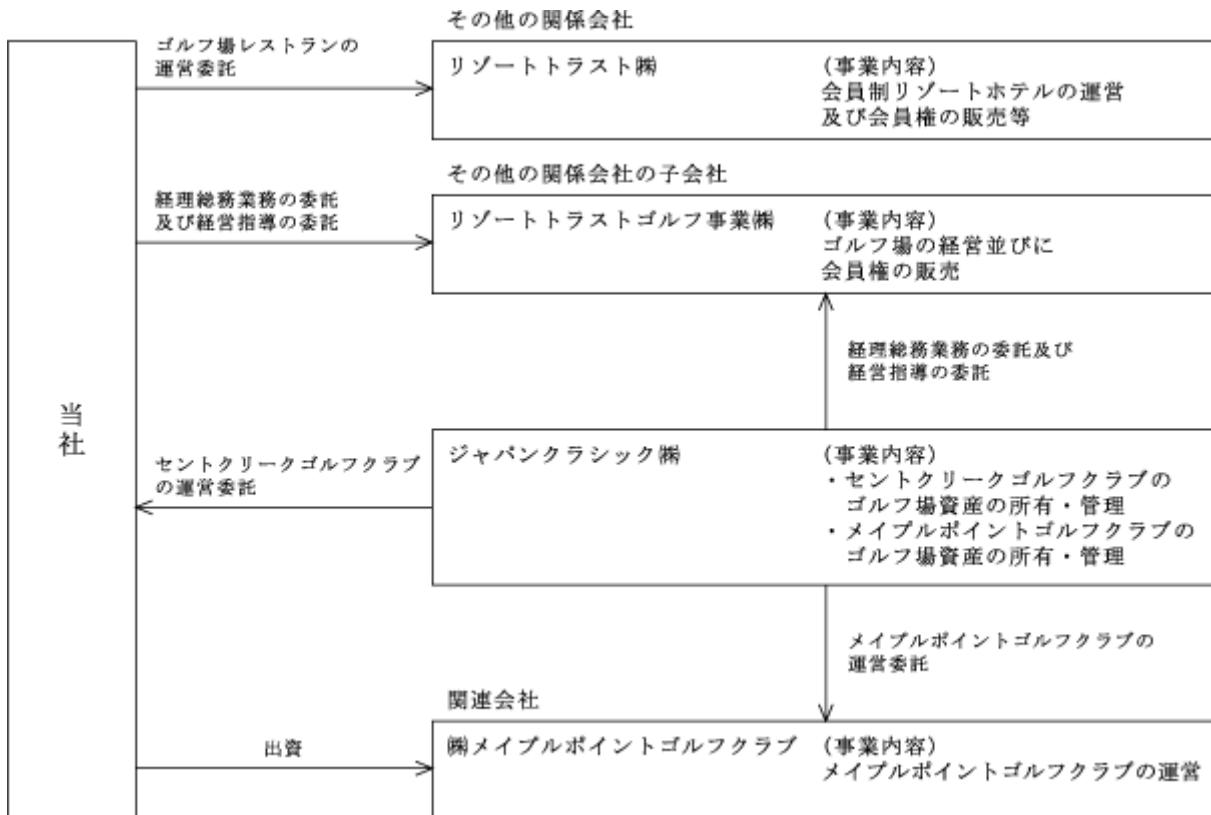 その他の関係会社
ゴルフ場レストランの
運営委託
リゾートトラスト㈱
(事業内容)
会員制リゾートホテルの運営
及び会員権の販売等
その他の関係会社の子会社
経理総務業務の委託
及び経営指導の委託
リゾートトラストゴルフ事業㈱
(事業内容)
ゴルフ場の経営並びに
会員権の販売
経理総務業務の委託及び
経営指導の委託
当社
セントクリークゴルフクラブ
の運営委託
ジャパンクラシック㈱
(事業内容)
・セントクリークゴルフクラブの
ゴルフ場資産の所有・管理
・メイプルポイントゴルフクラブの
ゴルフ場資産の所有・管理
メイプルポイントゴルフクラブの
運営委託
関連会社
出資
㈱メイプルポイントゴルフクラブ
(事業内容)
メイプルポイントゴルフクラブの運営